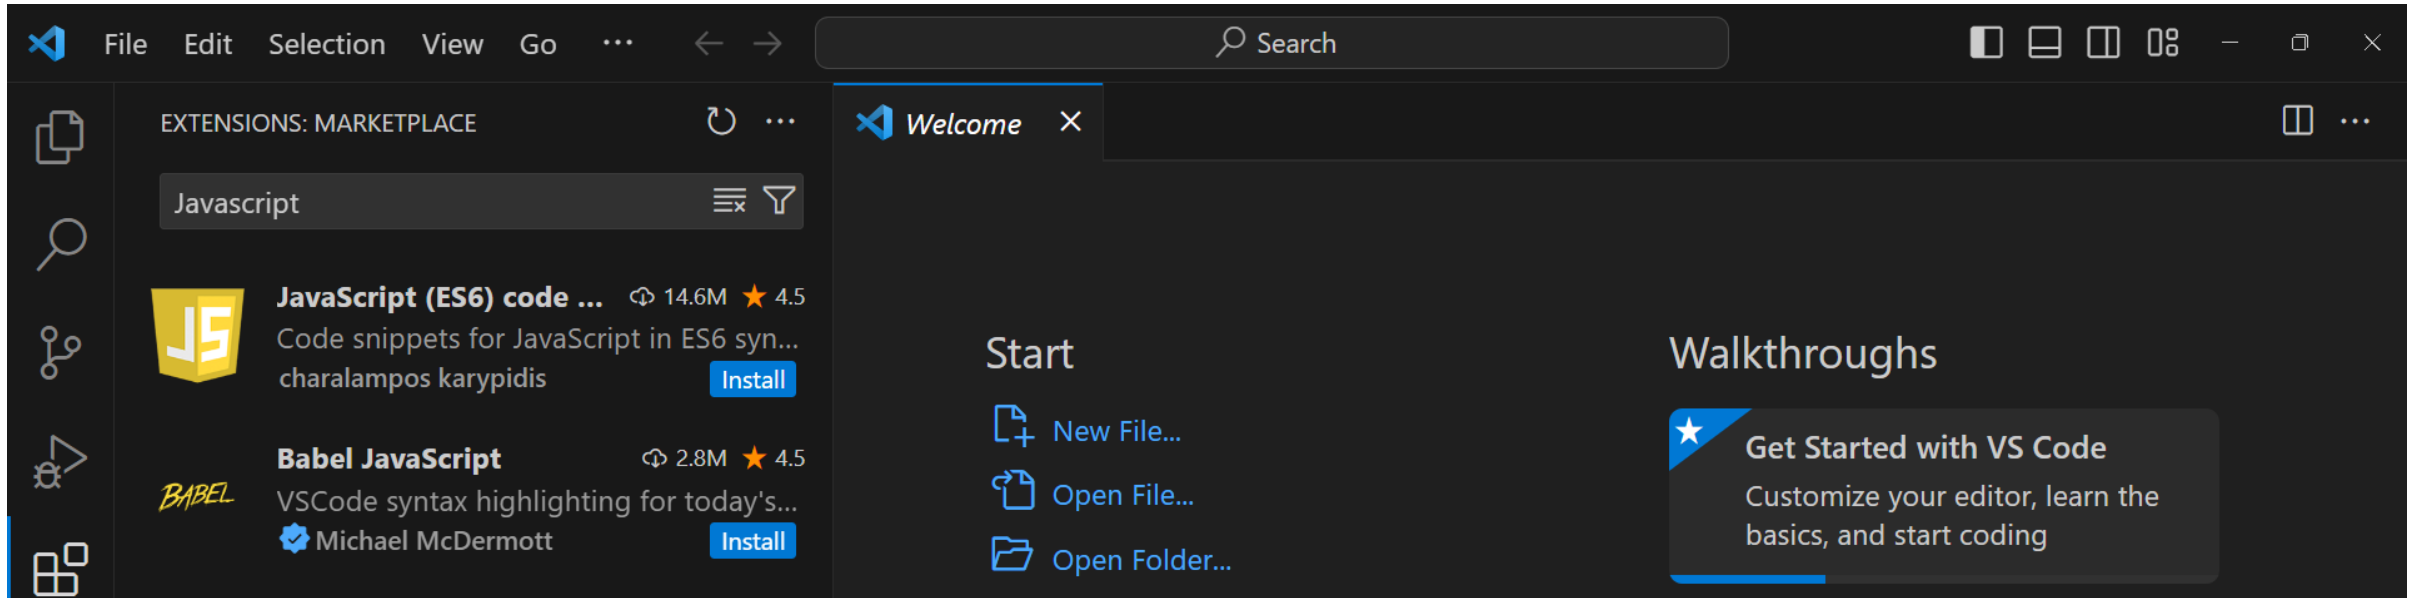 File Edit Selection View Go ··· Search
EXTENSIONS: MARKETPLACE ···
Javascript
JS
JavaScript (ES6) code ... 14.6M ★ 4.5
Code snippets for JavaScript in ES6 syn...
charalampos karypidis Install
BABEL
Babel JavaScript 2.8M ★ 4.5
VSCode syntax highlighting for today's...
Michael McDermott Install
Welcome
Start
New File...
Open File...
Open Folder...
Walkthroughs
Get Started with VS Code
Customize your editor, learn the
basics, and start coding